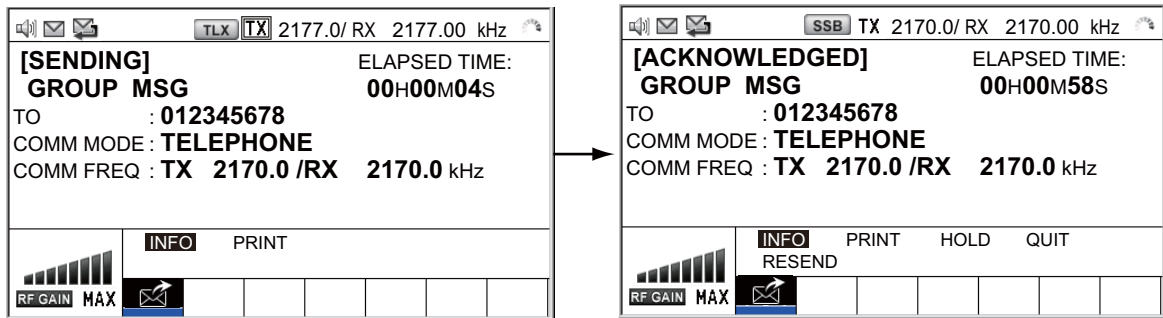 TLX TX 2177.0/ RX 2177.00 kHz
[SENDING] ELAPSED TIME:
GROUP MSG 00H00M04S
TO : 012345678
COMM MODE : TELEPHONE
COMM FREQ : TX 2170.0 /RX 2170.0 kHz
INFO PRINT
RF GAIN MAX
SSB TX 2170.0/ RX 2170.00 kHz
[ACKNOWLEDGED] ELAPSED TIME:
GROUP MSG 00H00M58S
TO : 012345678
COMM MODE : TELEPHONE
COMM FREQ : TX 2170.0 /RX 2170.0 kHz
INFO PRINT HOLD QUIT
RESEND
RF GAIN MAX